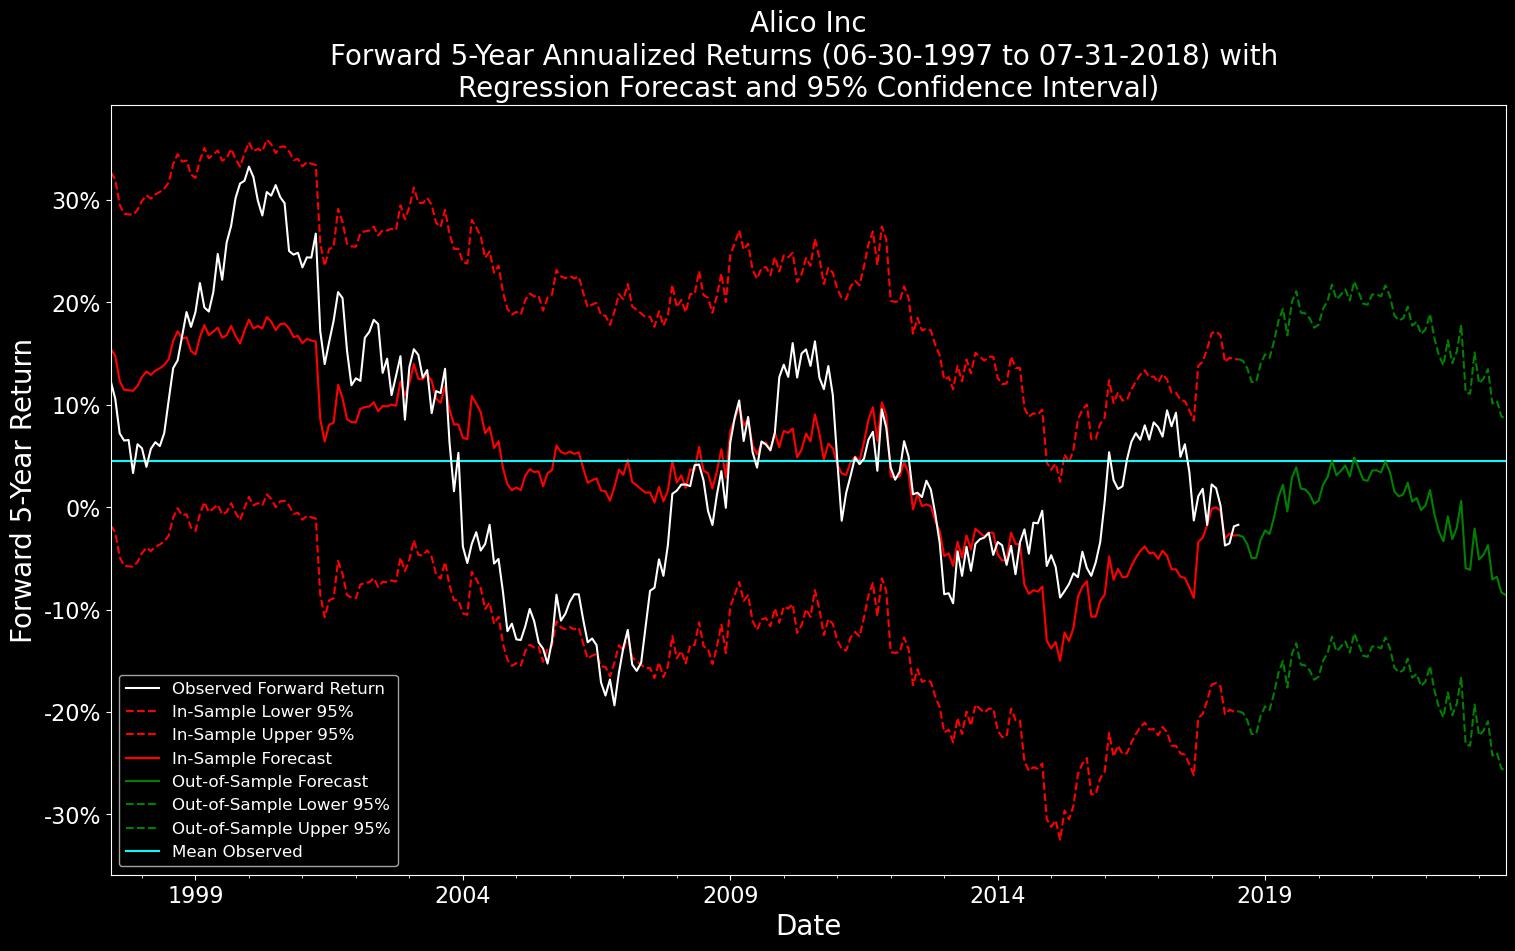 Alico Inc
Forward 5-Year Annualized Returns (06-30-1997 to 07-31-2018) with
Regression Forecast and 95% Confidence Interval)
Forward 5-Year Return
30%
20%
10%
0%
-10%
-20%
-30%
Observed Forward Return
In-Sample Lower 95%
In-Sample Upper 95%
In-Sample Forecast
Out-of-Sample Forecast
Out-of-Sample Lower 95%
Out-of-Sample Upper 95%
Mean Observed
1999 2004 2009 2014 2019
Date